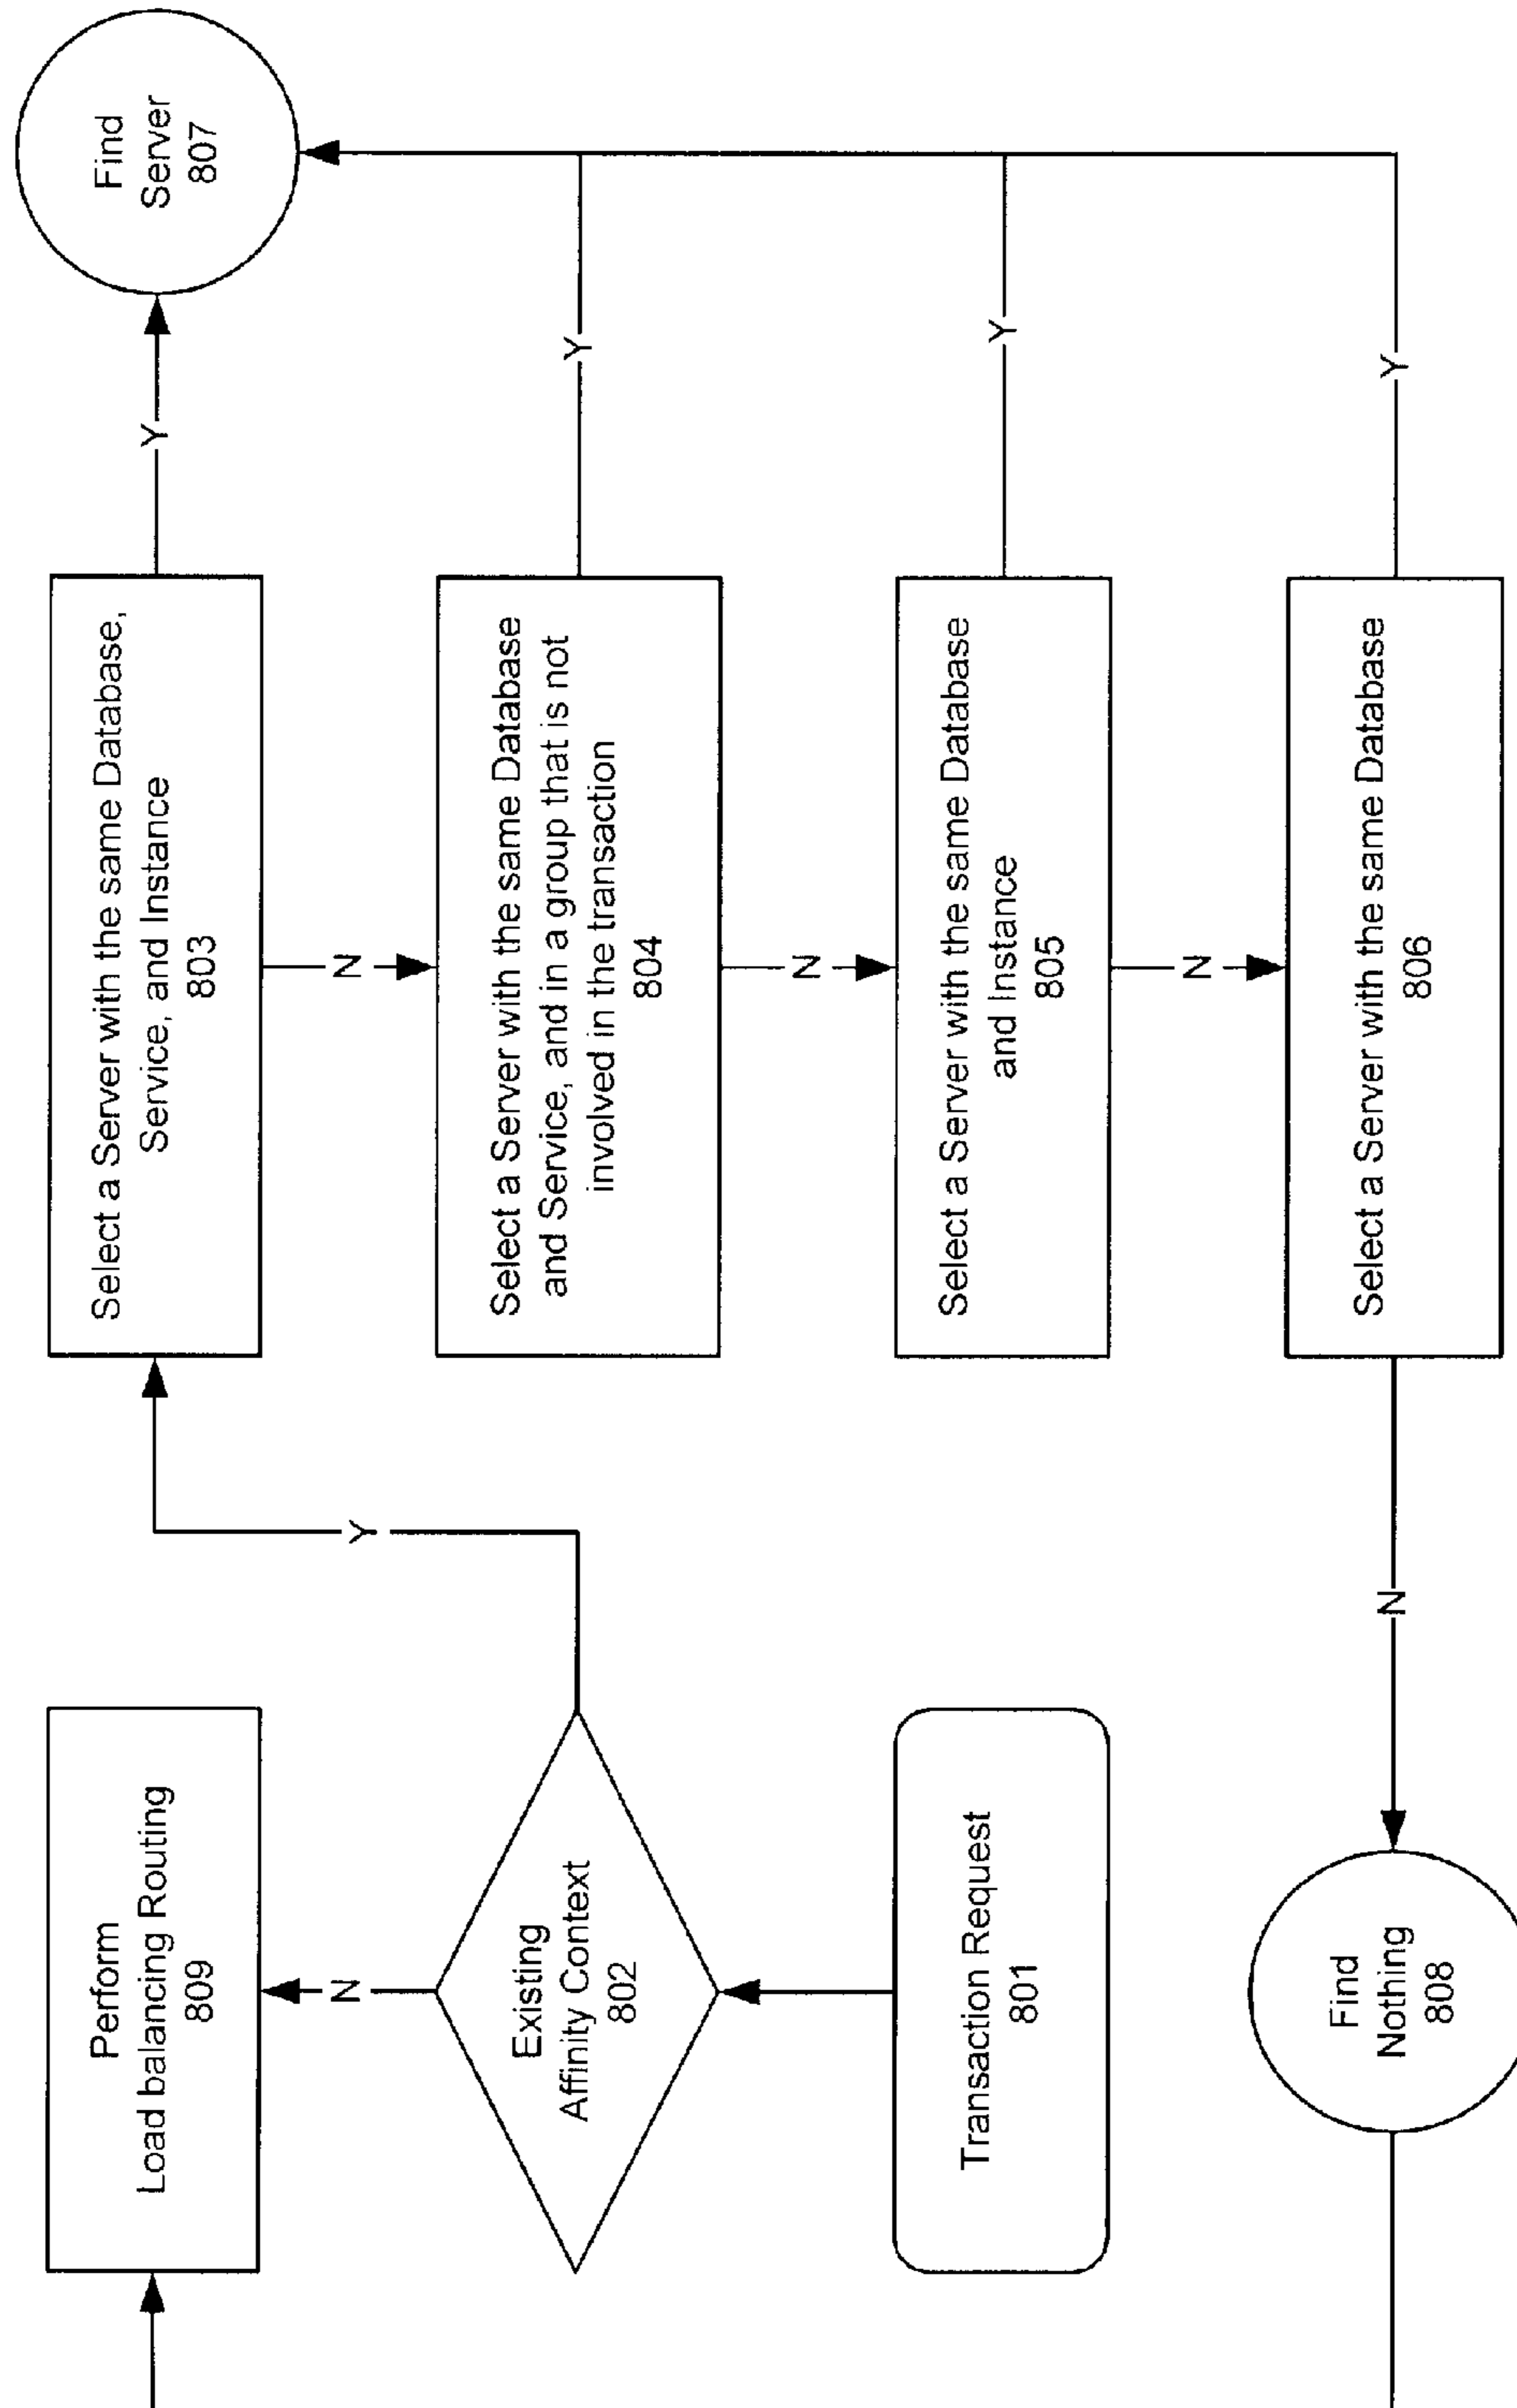 Perform
Load balancing Routing
809
N
Existing
Affinity Context
802
Y
Transaction Request
801
Select a Server with the same Database,
Service, and Instance
803
Y
N
Select a Server with the same Database
and Service, and in a group that is not
involved in the transaction
804
Y
N
Select a Server with the same Database
and Instance
805
Y
N
Select a Server with the same Database
806
Y
N
Find
Server
807
Find
Nothing
808